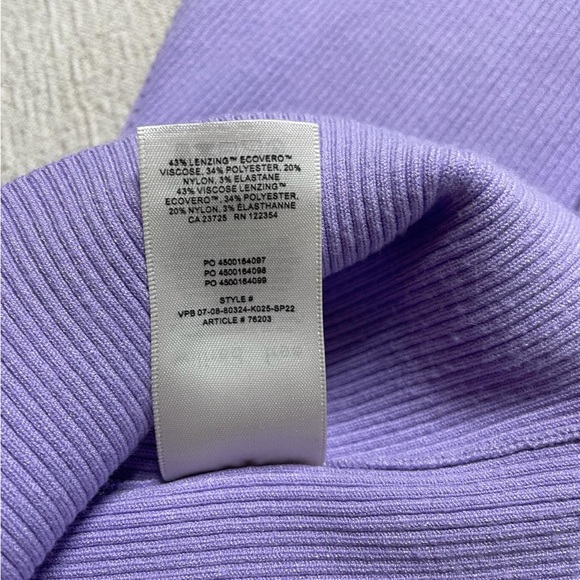 43% LENZING™ ECOVERO™
VISCOSE, 34% POLYESTER, 20%
NYLON, 3% ELASTANE
43% VISCOSE LENZING™
ECOVERO™, 34% POLYESTER,
20% NYLON, 3% ÉLASTHANNE
CA 23725 RN 122354
PO 4500164097
PO 4500164098
PO 4500164099
STYLE #
VPB 07-08-80324-K025-SP22
ARTICLE # 76203